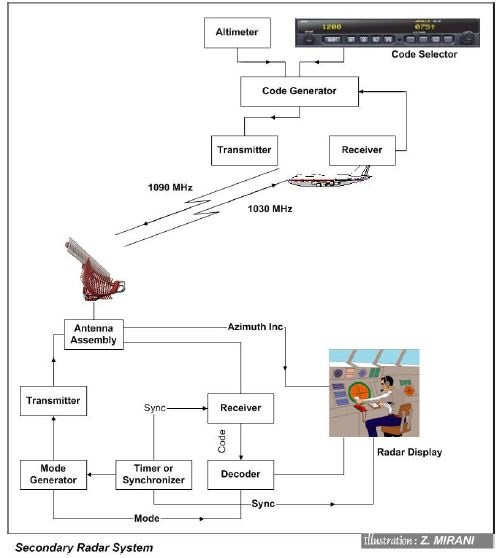 Altimeter
1200
075↑
Code Selector
Code Generator
Transmitter
Receiver
1090 MHz
1030 MHz
Antenna
Assembly
Azimuth Inc
Transmitter
Sync
Receiver
Code
Radar Display
Mode
Generator
Timer or
Synchronizer
Decoder
Sync
Mode
Illustration : Z. MIRANI
Secondary Radar System